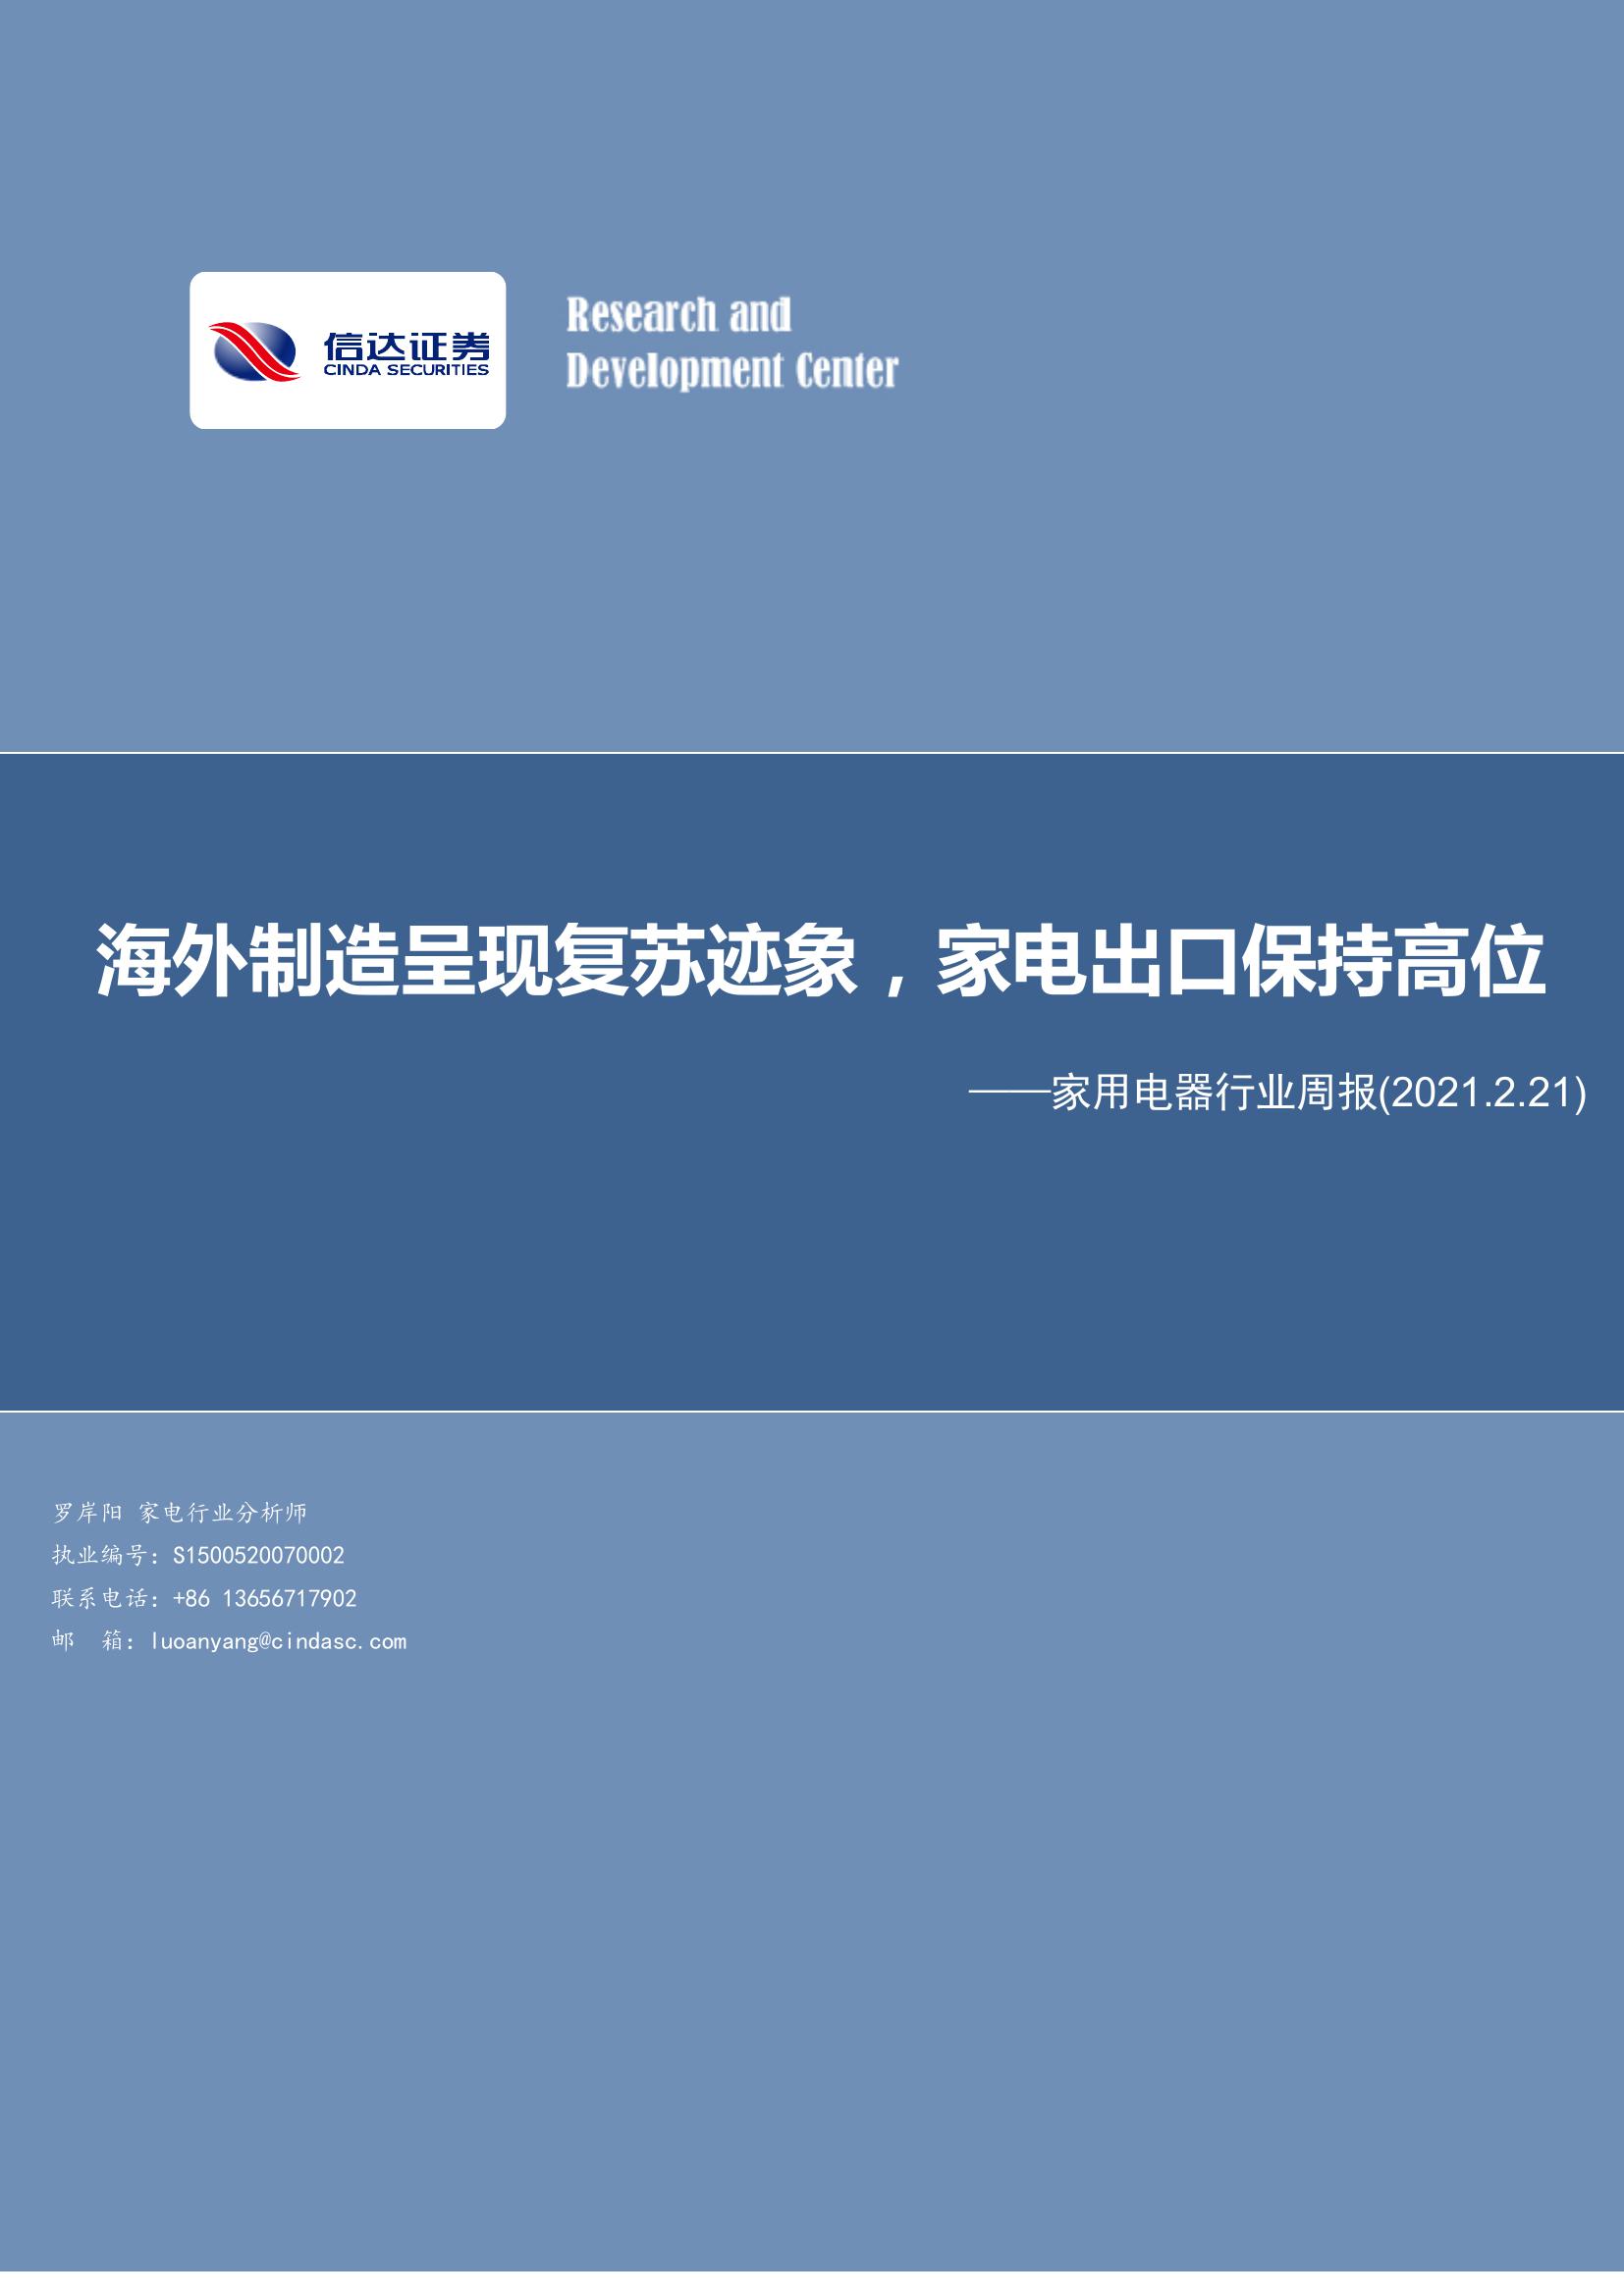 信达证券
CINDA SECURITIES
Research and
Development Center
海外制造呈现复苏迹象，家电出口保持高位
——家用电器行业周报(2021.2.21)
罗岸阳 家电行业分析师
执业编号：S1500520070002
联系电话：+86 13656717902
邮 箱：luoanyang@cindasc.com